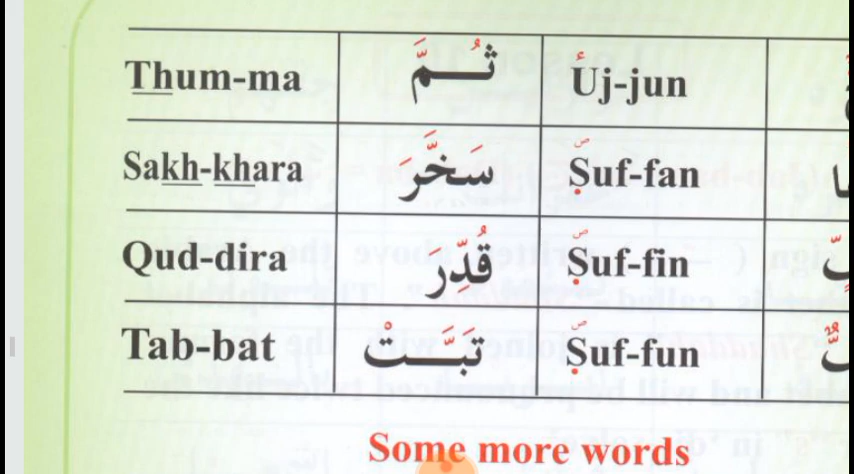 Thum-ma ثُمَّ Uj-jun
Sakh-khara سَخَّرَ Ṣuf-fan
Qud-dira قُدِّرَ Ṣuf-fin
Tab-bat تَبَّتْ Ṣuf-fun
Some more words